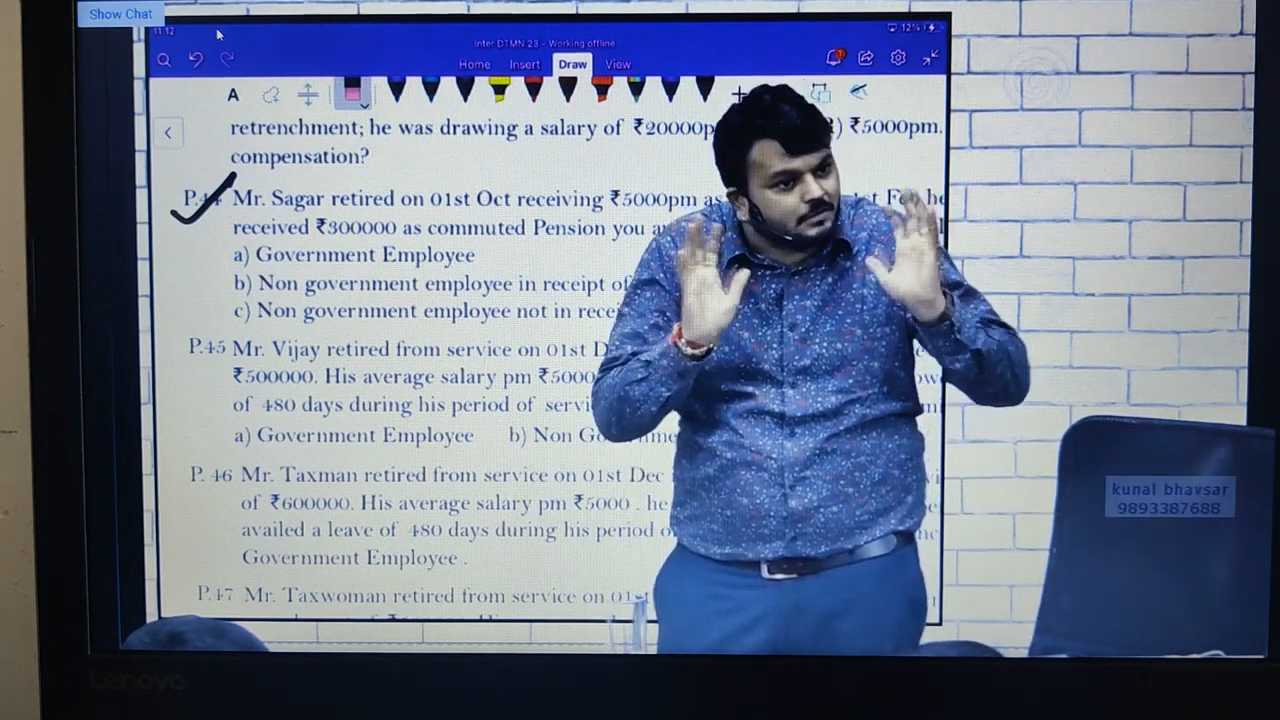 Show Chat
11:12
12%
Inter DTMN 23 - Working offline
Home Insert Draw View
A
retrenchment; he was drawing a salary of ₹20000p ) ₹5000pm.
compensation?
Mr. Sagar retired on 01st Oct receiving ₹5000pm as he
received ₹300000 as commuted Pension you
a) Government Employee
b) Non government employee in receipt of
c) Non government employee not in
P.45 Mr. Vijay retired from service on 01st D
₹500000. His average salary pm ₹5000
of 480 days during his period of
a) Government Employee b) Non
P. 46 Mr. Taxman retired from service on 01st Dec
of ₹600000. His average salary pm ₹5000 . he
availed a leave of 480 days during his period
Government Employee .
P.47 Mr. Taxwoman retired from service on 01st
kunal bhavsar
9893387688
Lenovo